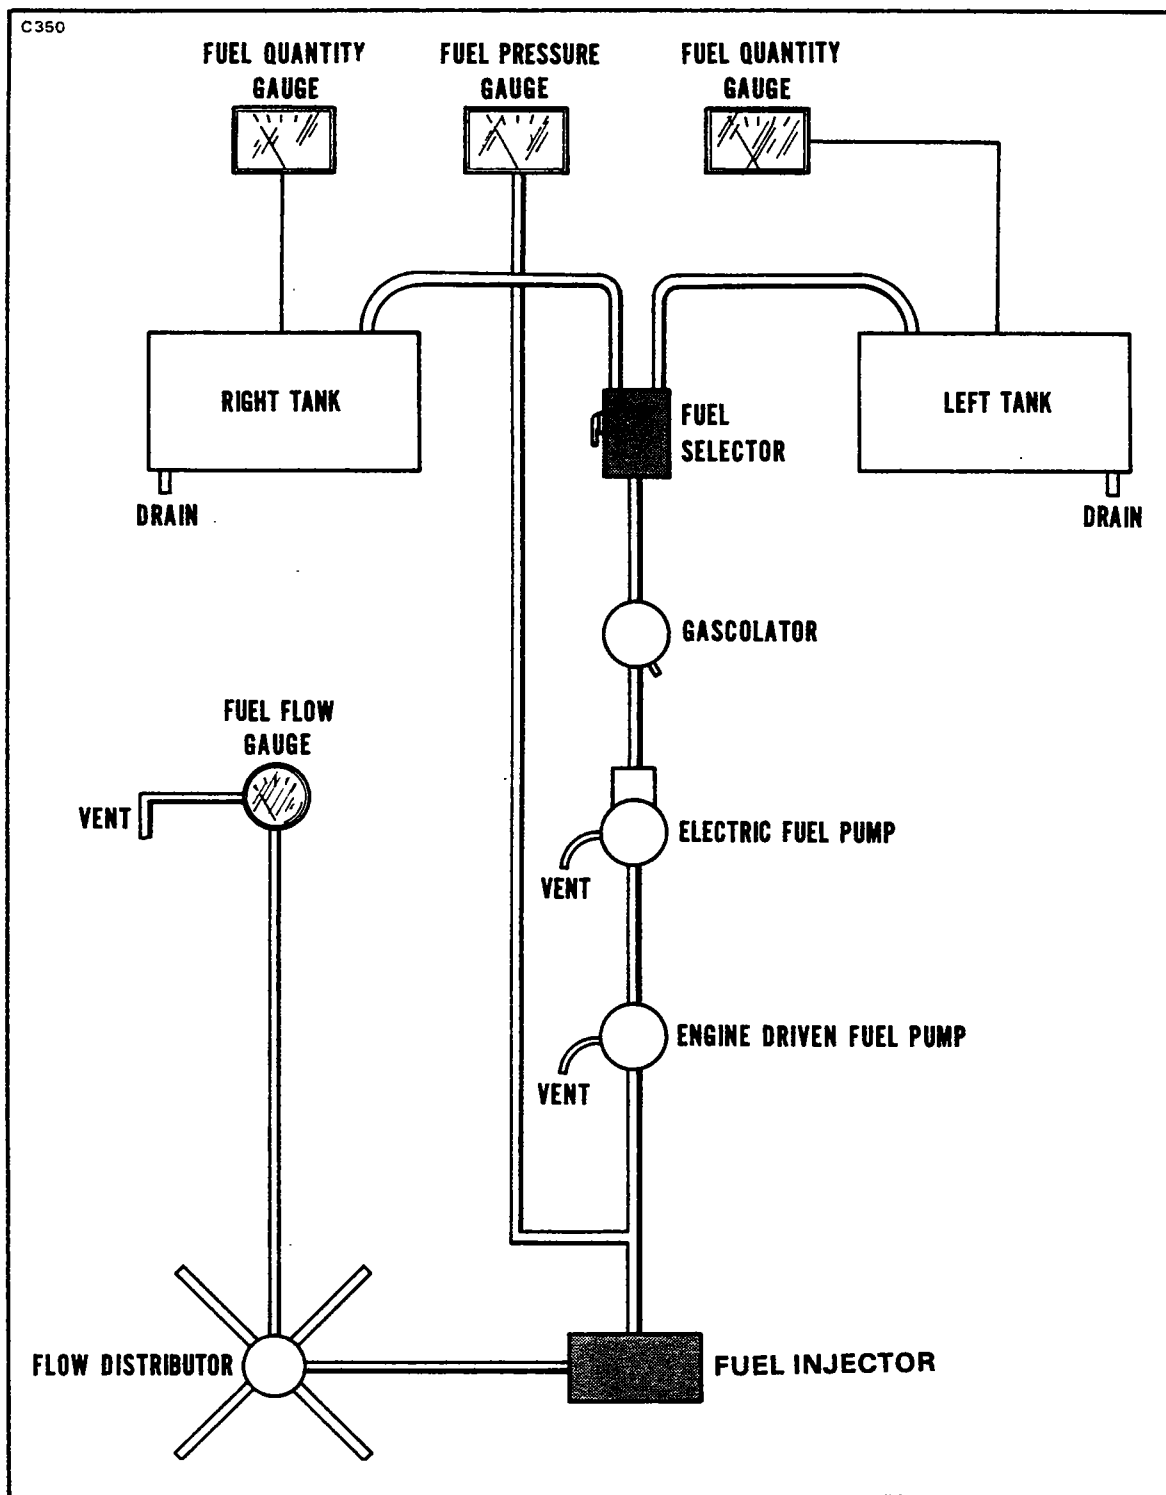 C350
FUEL QUANTITY
GAUGE
FUEL PRESSURE
GAUGE
FUEL QUANTITY
GAUGE
RIGHT TANK
LEFT TANK
FUEL
SELECTOR
DRAIN
DRAIN
GASCOLATOR
FUEL FLOW
GAUGE
VENT
ELECTRIC FUEL PUMP
VENT
ENGINE DRIVEN FUEL PUMP
VENT
FLOW DISTRIBUTOR
FUEL INJECTOR